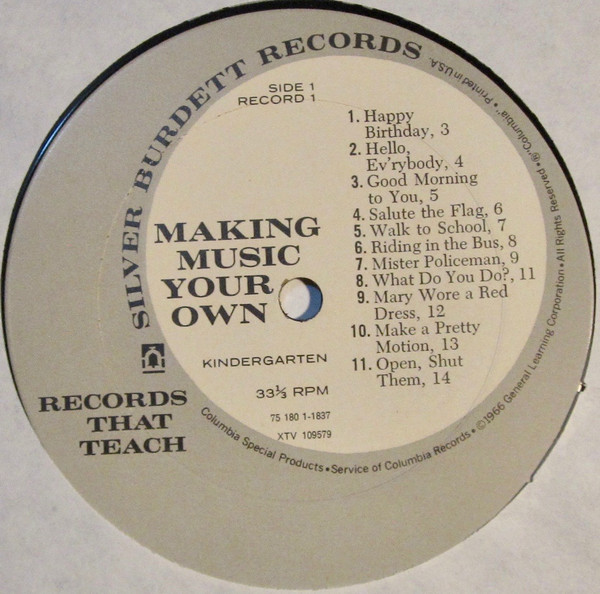 SILVER BURDETT RECORDS
SIDE 1
RECORD 1
MAKING
MUSIC
YOUR
OWN
KINDERGARTEN
33⅓ RPM
75 180 1-1837
XTV 109579
1. Happy
Birthday, 3
2. Hello,
Ev'rybody, 4
3. Good Morning
to You, 5
4. Salute the Flag, 6
5. Walk to School, 7
6. Riding in the Bus, 8
7. Mister Policeman, 9
8. What Do You Do?, 11
9. Mary Wore a Red
Dress, 12
10. Make a Pretty
Motion, 13
11. Open, Shut
Them, 14
RECORDS
THAT
TEACH
Columbia Special Products • Service of Columbia Records • ©1966 General Learning Corporation • All Rights Reserved • ®"Columbia". Printed in U.S.A.